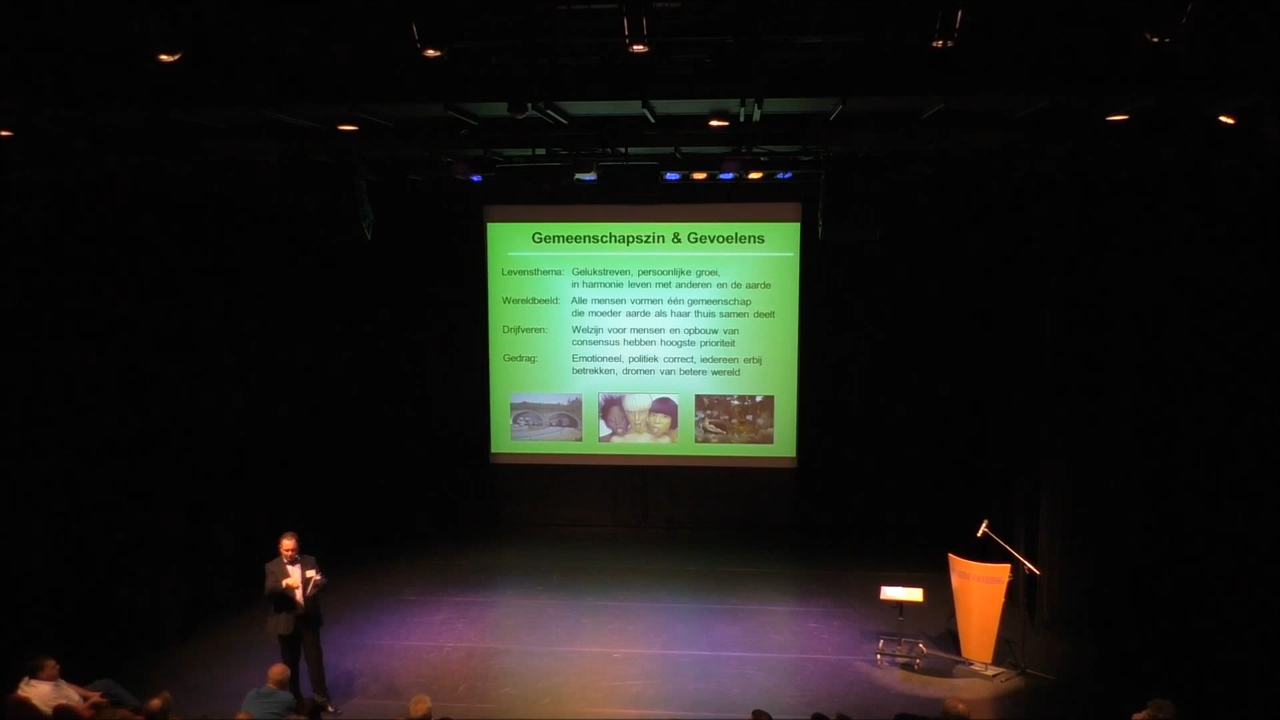 Gemeenschapszin & Gevoelens
Levensthema: Gelukstreven, persoonlijke groei,
in harmonie leven met anderen en de aarde
Wereldbeeld: Alle mensen vormen één gemeenschap
die moeder aarde als haar thuis samen deelt
Drijfveren: Welzijn voor mensen en opbouw van
consensus hebben hoogste prioriteit
Gedrag: Emotioneel, politiek correct, iedereen erbij
betrekken, dromen van betere wereld